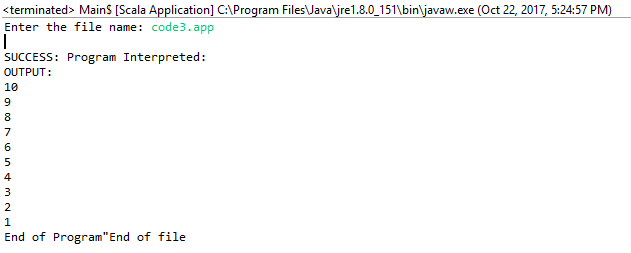 <terminated> Main$ [Scala Application] C:\Program Files\Java\jre1.8.0_151\bin\javaw.exe (Oct 22, 2017, 5:24:57 PM)
Enter the file name: code3.app
SUCCESS: Program Interpreted:
OUTPUT:
10
9
8
7
6
5
4
3
2
1
End of Program"End of file